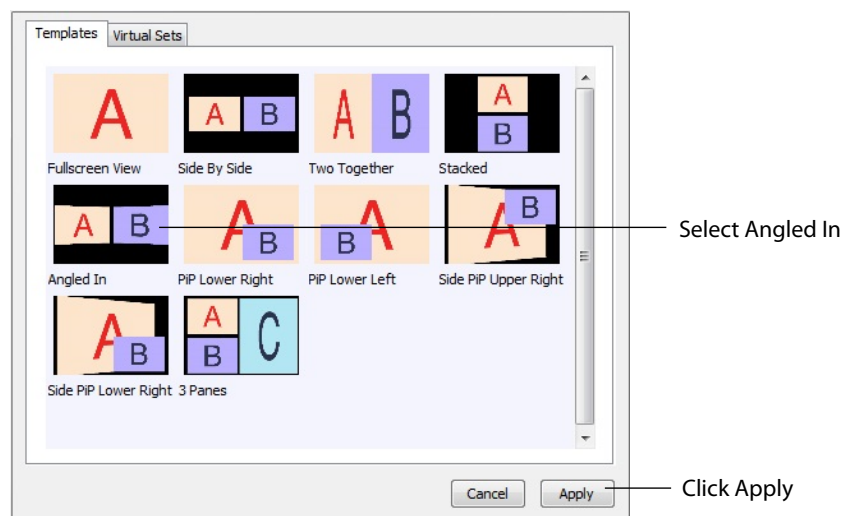 Templates Virtual Sets
A A B A B A B
Fullscreen View Side By Side Two Together Stacked
A B A B A B A B
Select Angled In
Angled In PiP Lower Right PiP Lower Left Side PiP Upper Right
A B A B C
Side PiP Lower Right 3 Panes
Cancel Apply
Click Apply